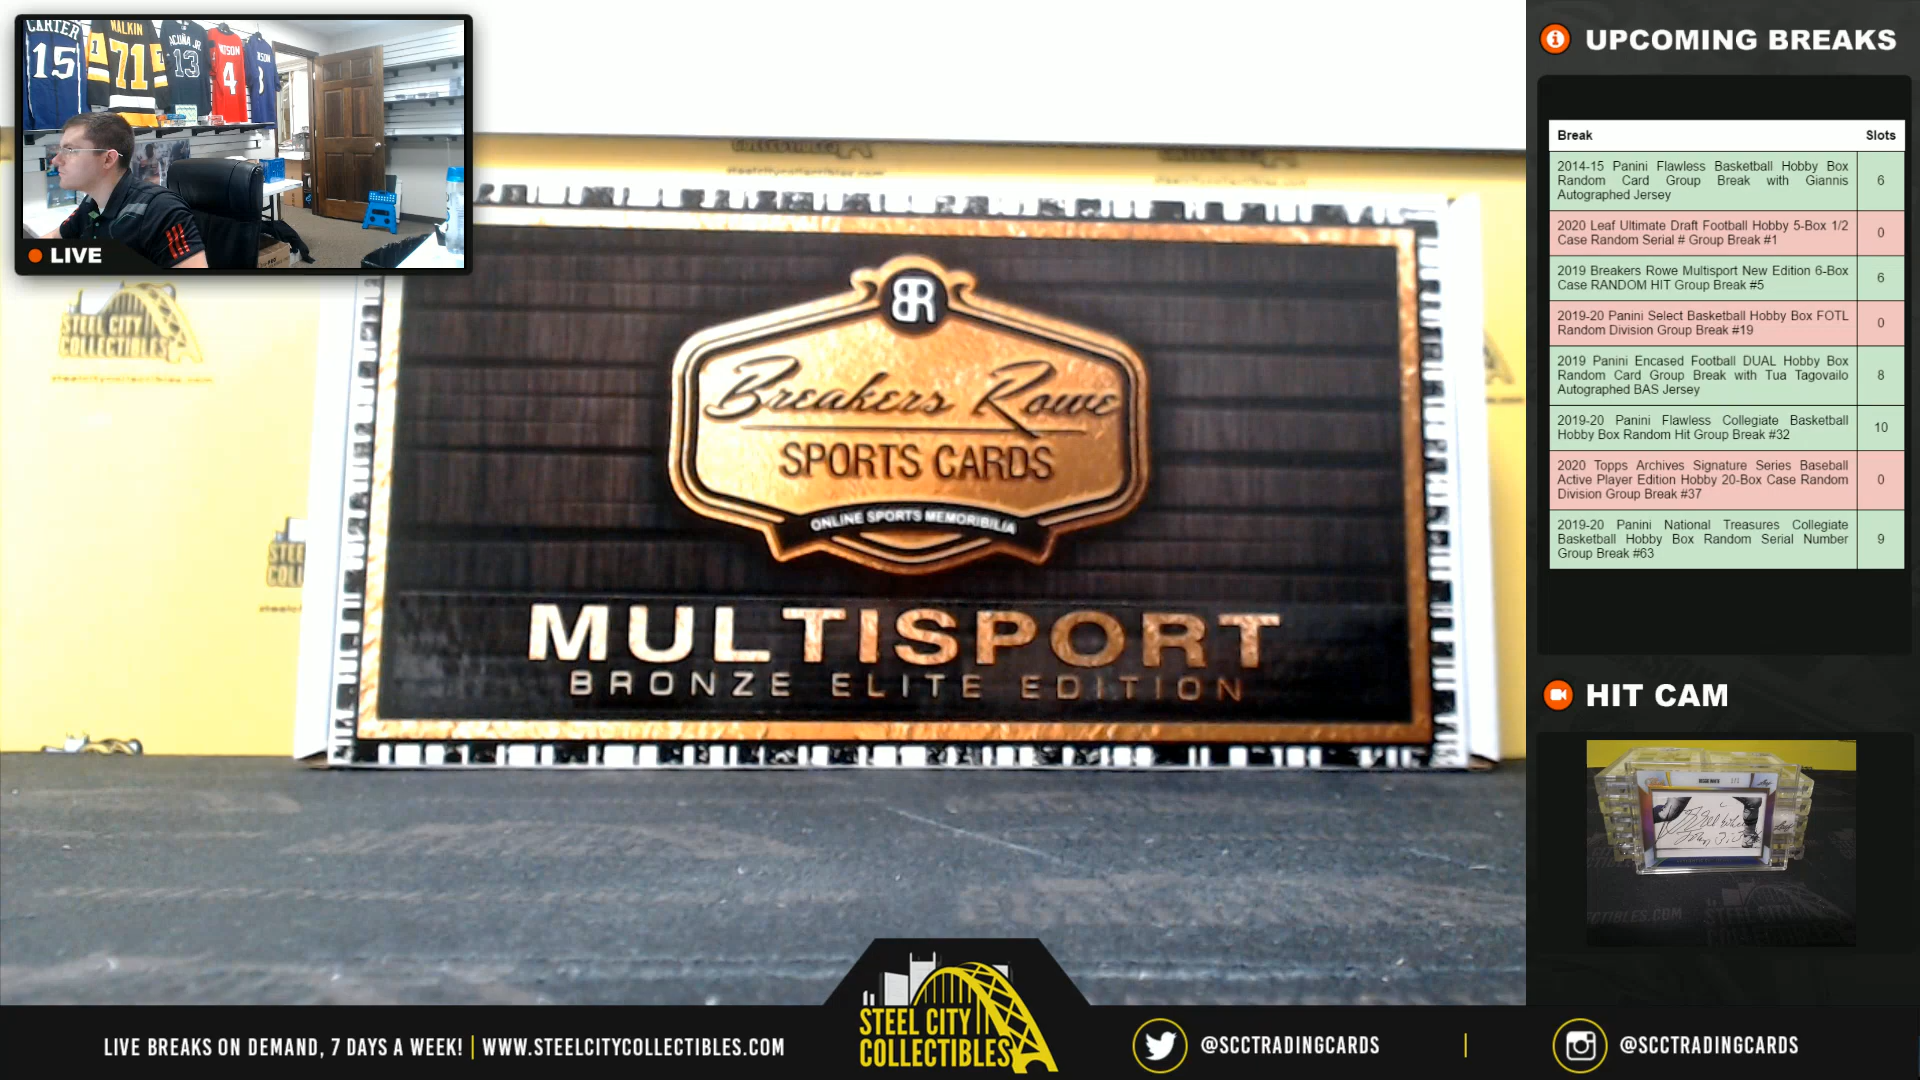 CARTER
15
MALKIN
71
ACUÑA JR
13
4
LIVE
STEEL CITY
COLLECTIBLES
steelcitycollectibles.com
BR
Breakers Rowe
SPORTS CARDS
ONLINE SPORTS MEMORIBILIA
MULTISPORT
BRONZE ELITE EDITION
UPCOMING BREAKS
Break Slots
2014-15 Panini Flawless Basketball Hobby Box
Random Card Group Break with Giannis
Autographed Jersey
6
2020 Leaf Ultimate Draft Football Hobby 5-Box 1/2
Case Random Serial # Group Break #1
0
2019 Breakers Rowe Multisport New Edition 6-Box
Case RANDOM HIT Group Break #5
6
2019-20 Panini Select Basketball Hobby Box FOTL
Random Division Group Break #19
0
2019 Panini Encased Football DUAL Hobby Box
Random Card Group Break with Tua Tagovailo
Autographed BAS Jersey
8
2019-20 Panini Flawless Collegiate Basketball
Hobby Box Random Hit Group Break #32
10
2020 Topps Archives Signature Series Baseball
Active Player Edition Hobby 20-Box Case Random
Division Group Break #37
0
2019-20 Panini National Treasures Collegiate
Basketball Hobby Box Random Serial Number
Group Break #63
9
HIT CAM
LIVE BREAKS ON DEMAND, 7 DAYS A WEEK! | WWW.STEELCITYCOLLECTIBLES.COM
STEEL CITY
COLLECTIBLES
@SCCTRADINGCARDS
@SCCTRADINGCARDS